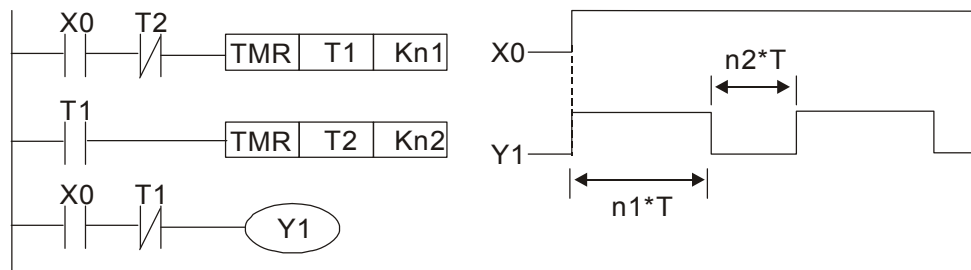 X0 T2
TMR T1 Kn1
T1
TMR T2 Kn2
X0 T1
Y1
X0
n2*T
Y1
n1*T